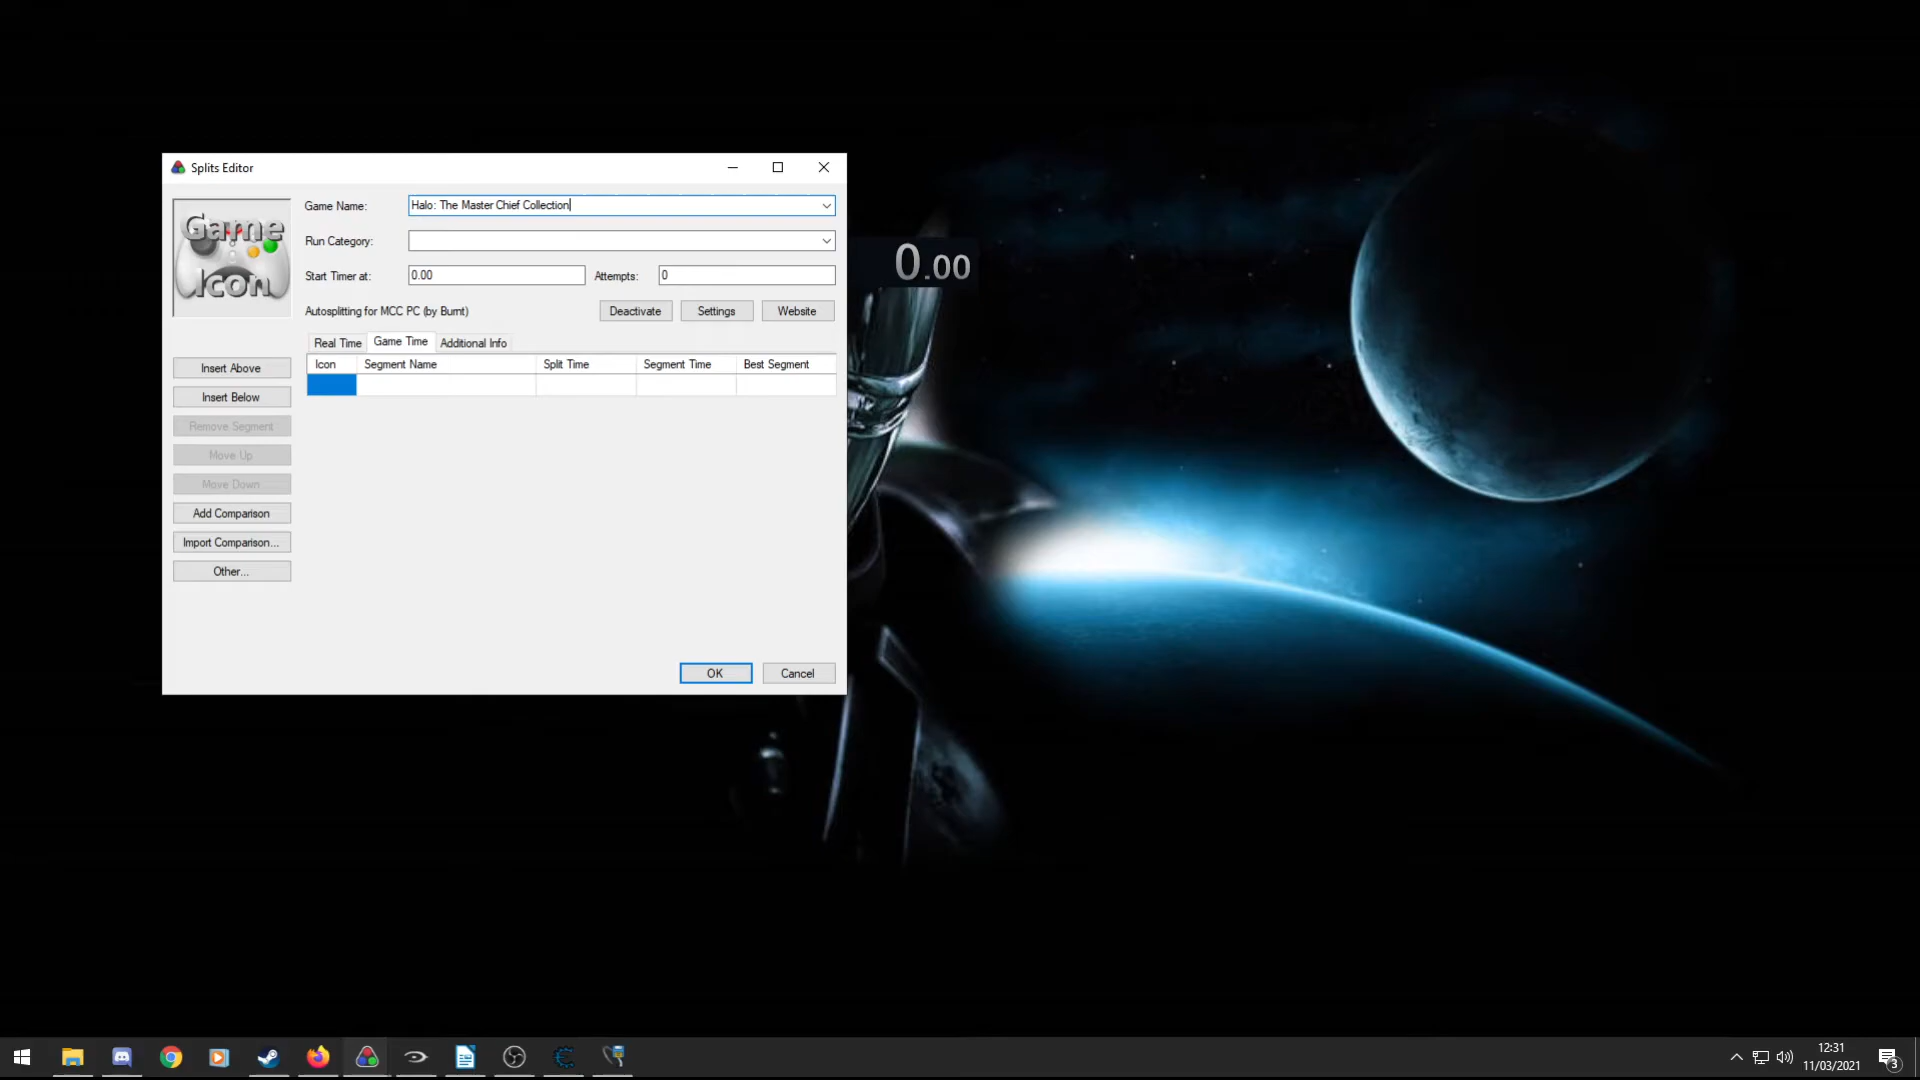 Splits Editor
Game Icon
Game Name: Halo: The Master Chief Collection
Run Category:
Start Timer at: 0.00 Attempts: 0
Autosplitting for MCC PC (by Burnt) Deactivate Settings Website
Real Time Game Time Additional Info
Icon Segment Name Split Time Segment Time Best Segment
Insert Above
Insert Below
Remove Segment
Move Up
Move Down
Add Comparison
Import Comparison...
Other...
OK Cancel
0.00
12:31
11/03/2021
3